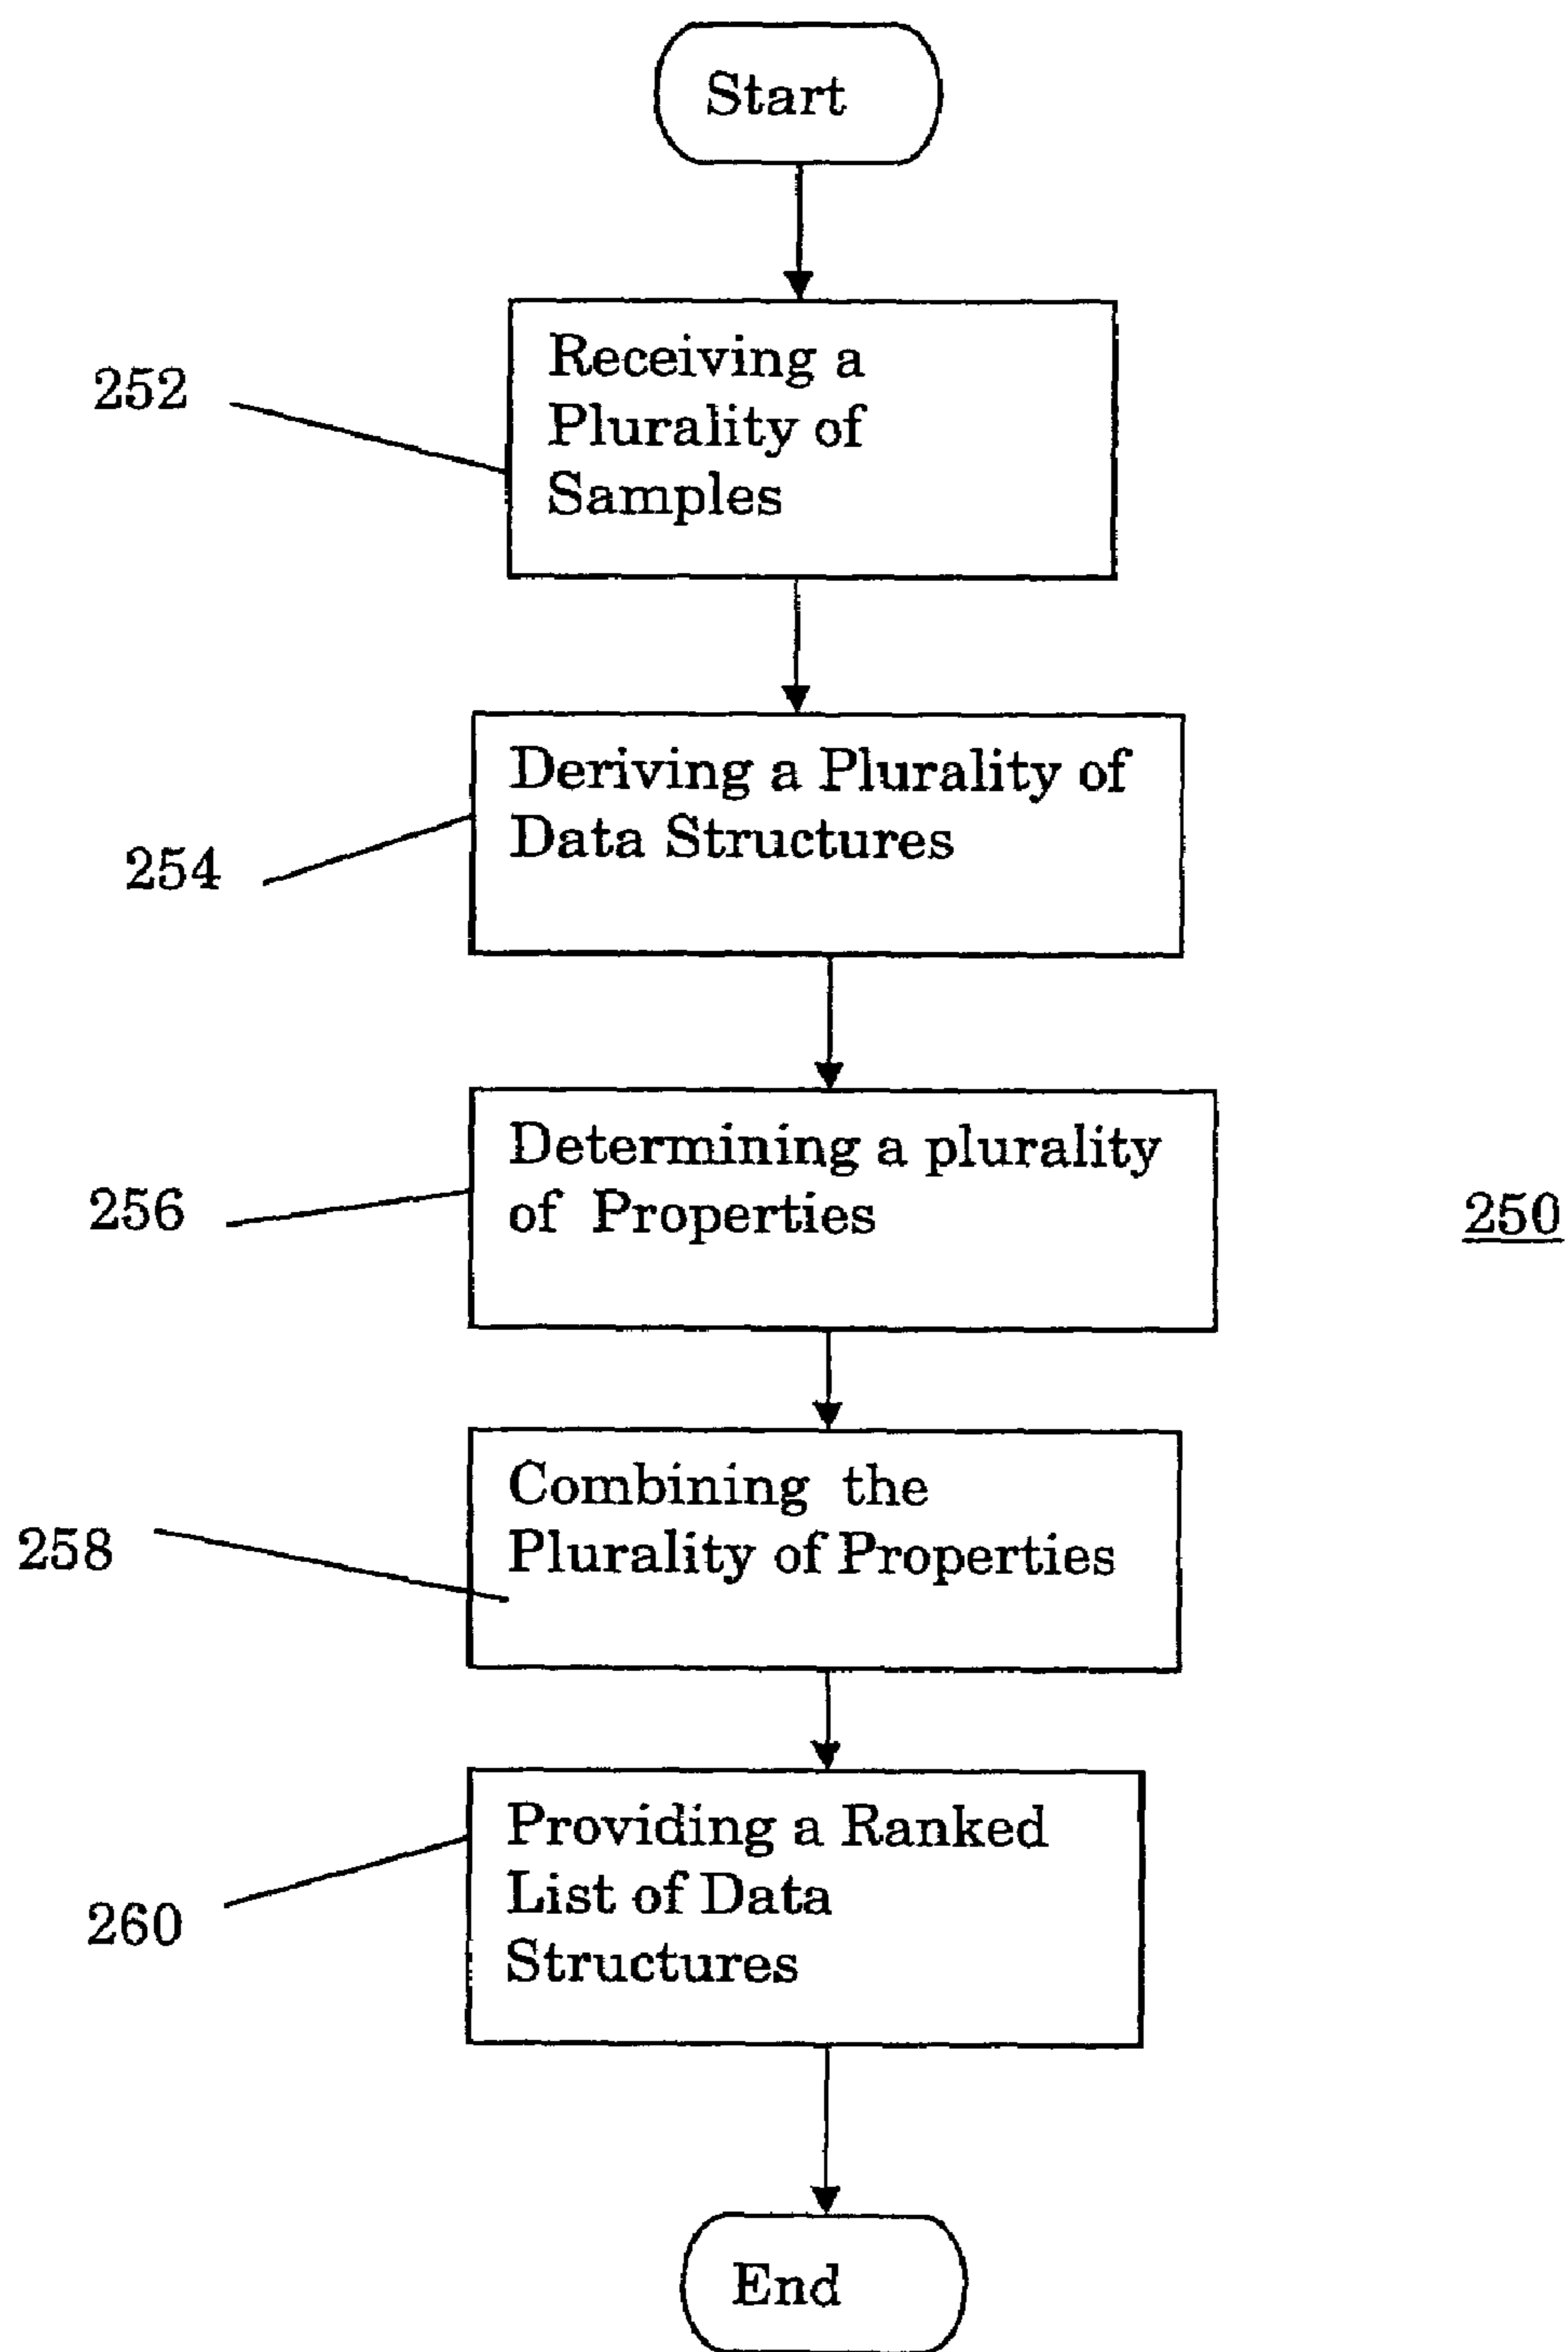 Start
252
Receiving a
Plurality of
Samples
254
Deriving a Plurality of
Data Structures
256
Determining a plurality
of Properties
250
258
Combining the
Plurality of Properties
260
Providing a Ranked
List of Data
Structures
End